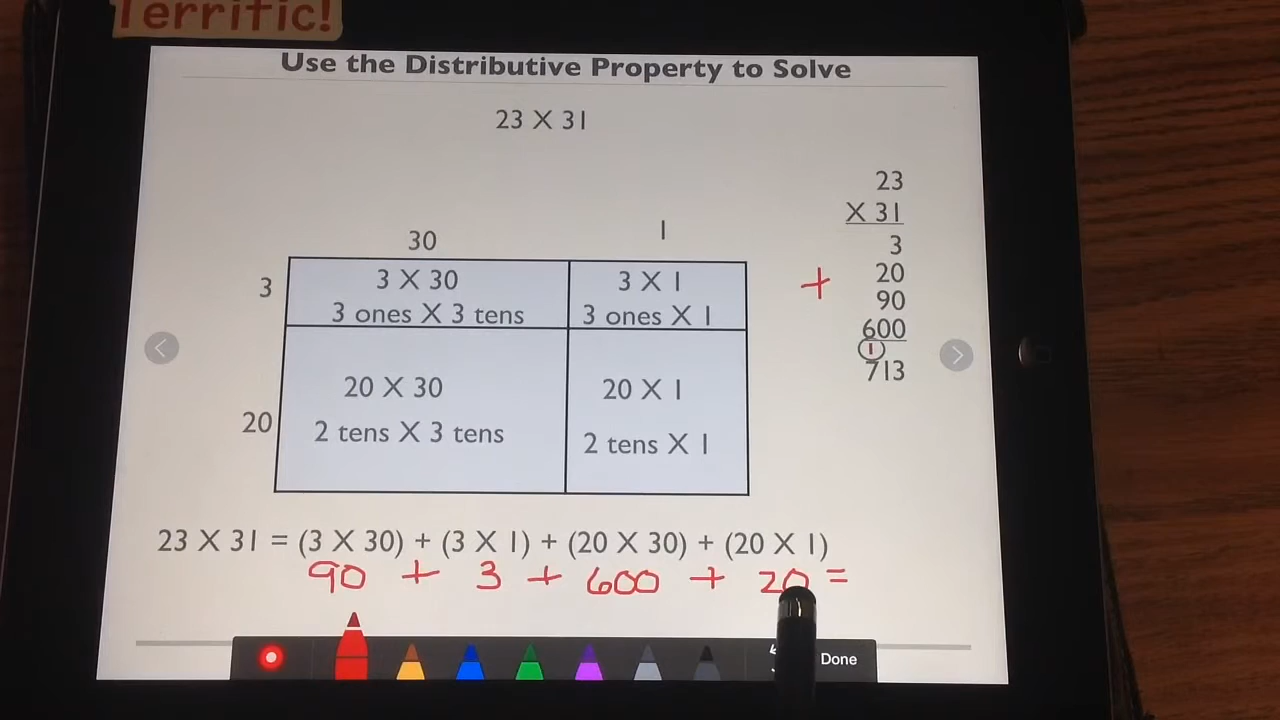 Terrific!
Use the Distributive Property to Solve
23 X 31
23
X 31
3
+ 20
90
600
1
713
30 1
3
3 X 30
3 ones X 3 tens
3 X 1
3 ones X 1
20
20 X 30
2 tens X 3 tens
20 X 1
2 tens X 1
23 X 31 = (3 X 30) + (3 X 1) + (20 X 30) + (20 X 1)
90 + 3 + 600 + 20 =
Done